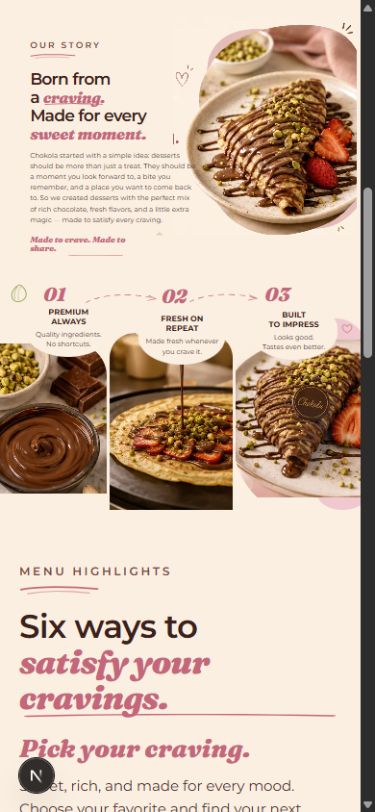 OUR STORY
Born from
a craving.
Made for every
sweet moment.
Chokola started with a simple idea: desserts
should be more than just a treat. They should be
a moment you look forward to, a bite you
remember, and a place you want to come back
to. So we created desserts with the perfect mix
of rich chocolate, fresh flavors, and a little extra
magic — made to satisfy every craving.
Made to crave. Made to
share.
01
PREMIUM
ALWAYS
Quality ingredients.
No shortcuts.
02
FRESH ON
REPEAT
Made fresh whenever
you crave it.
03
BUILT
TO IMPRESS
Looks good.
Tastes even better.
Chokola
MENU HIGHLIGHTS
Six ways to
satisfy your
cravings.
Pick your craving.
N
et, rich, and made for every mood.
Choose your favorite and find your next